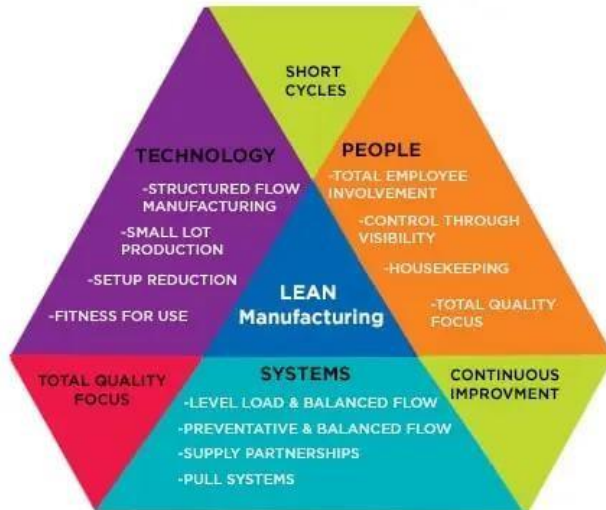 SHORT
CYCLES
TECHNOLOGY
-STRUCTURED FLOW
MANUFACTURING
-SMALL LOT
PRODUCTION
-SETUP REDUCTION
-FITNESS FOR USE
PEOPLE
-TOTAL EMPLOYEE
INVOLVEMENT
-CONTROL THROUGH
VISIBILITY
-HOUSEKEEPING
-TOTAL QUALITY
FOCUS
LEAN
Manufacturing
TOTAL QUALITY
FOCUS
SYSTEMS
-LEVEL LOAD & BALANCED FLOW
-PREVENTATIVE & BALANCED FLOW
-SUPPLY PARTNERSHIPS
-PULL SYSTEMS
CONTINUOUS
IMPROVMENT